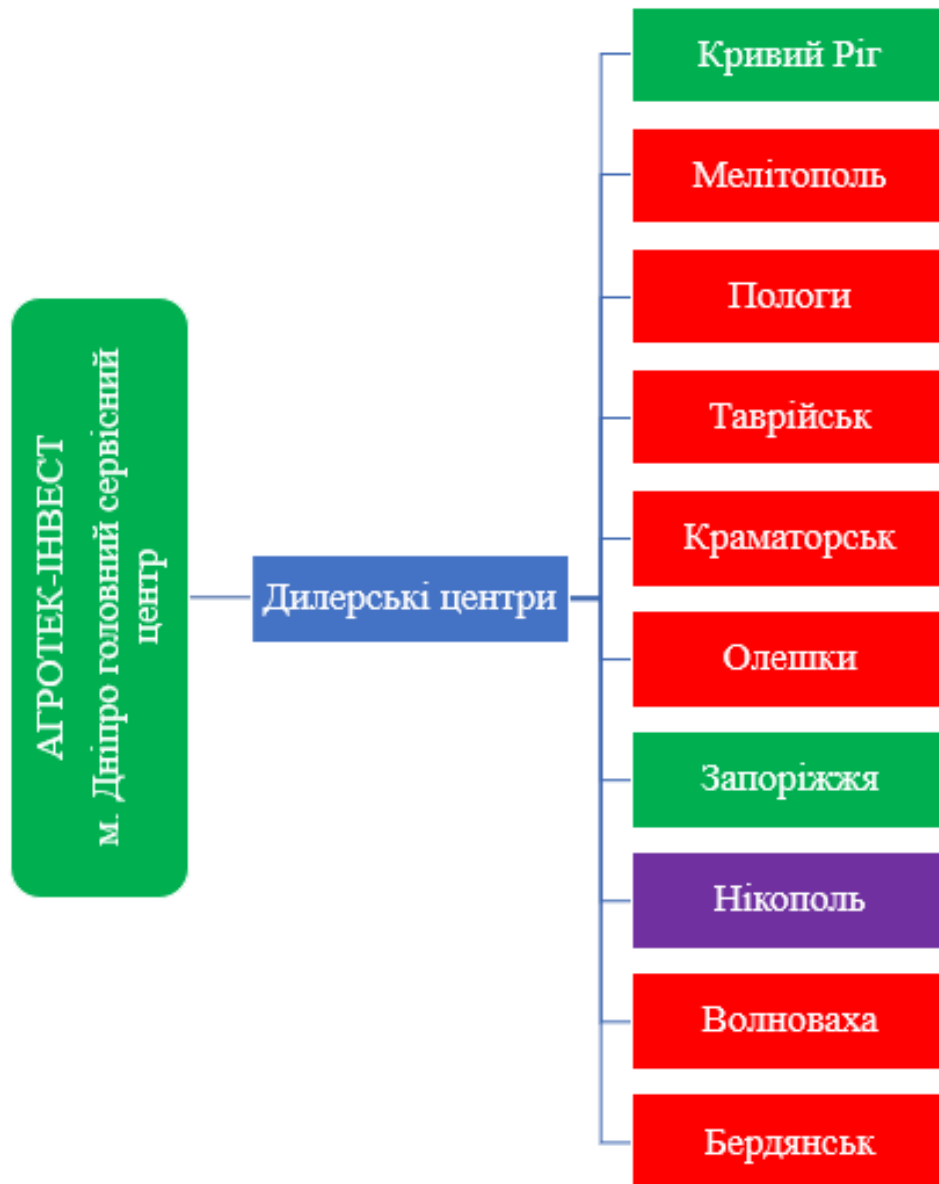 АГРОТЕК-ІНВЕСТ
м. Дніпро головний сервісний
центр
Дилерські центри
Кривий Ріг
Мелітополь
Пологи
Таврійськ
Краматорськ
Олешки
Запоріжжя
Нікополь
Волноваха
Бердянськ